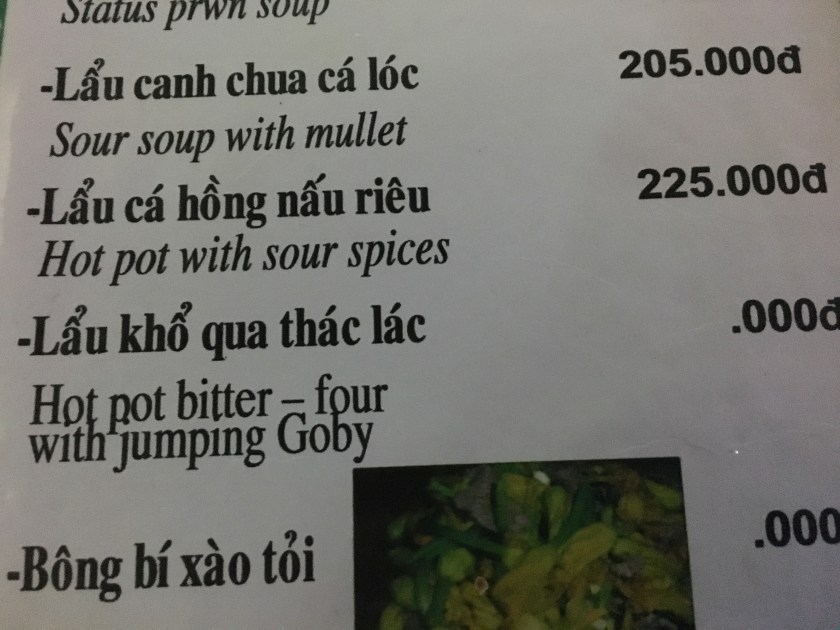 Status prwn soup
-Lẩu canh chua cá lóc 205.000đ
Sour soup with mullet
-Lẩu cá hồng nấu riêu 225.000đ
Hot pot with sour spices
-Lẩu khổ qua thác lác .000đ
Hot pot bitter – four
with jumping Goby
-Bông bí xào tỏi .000